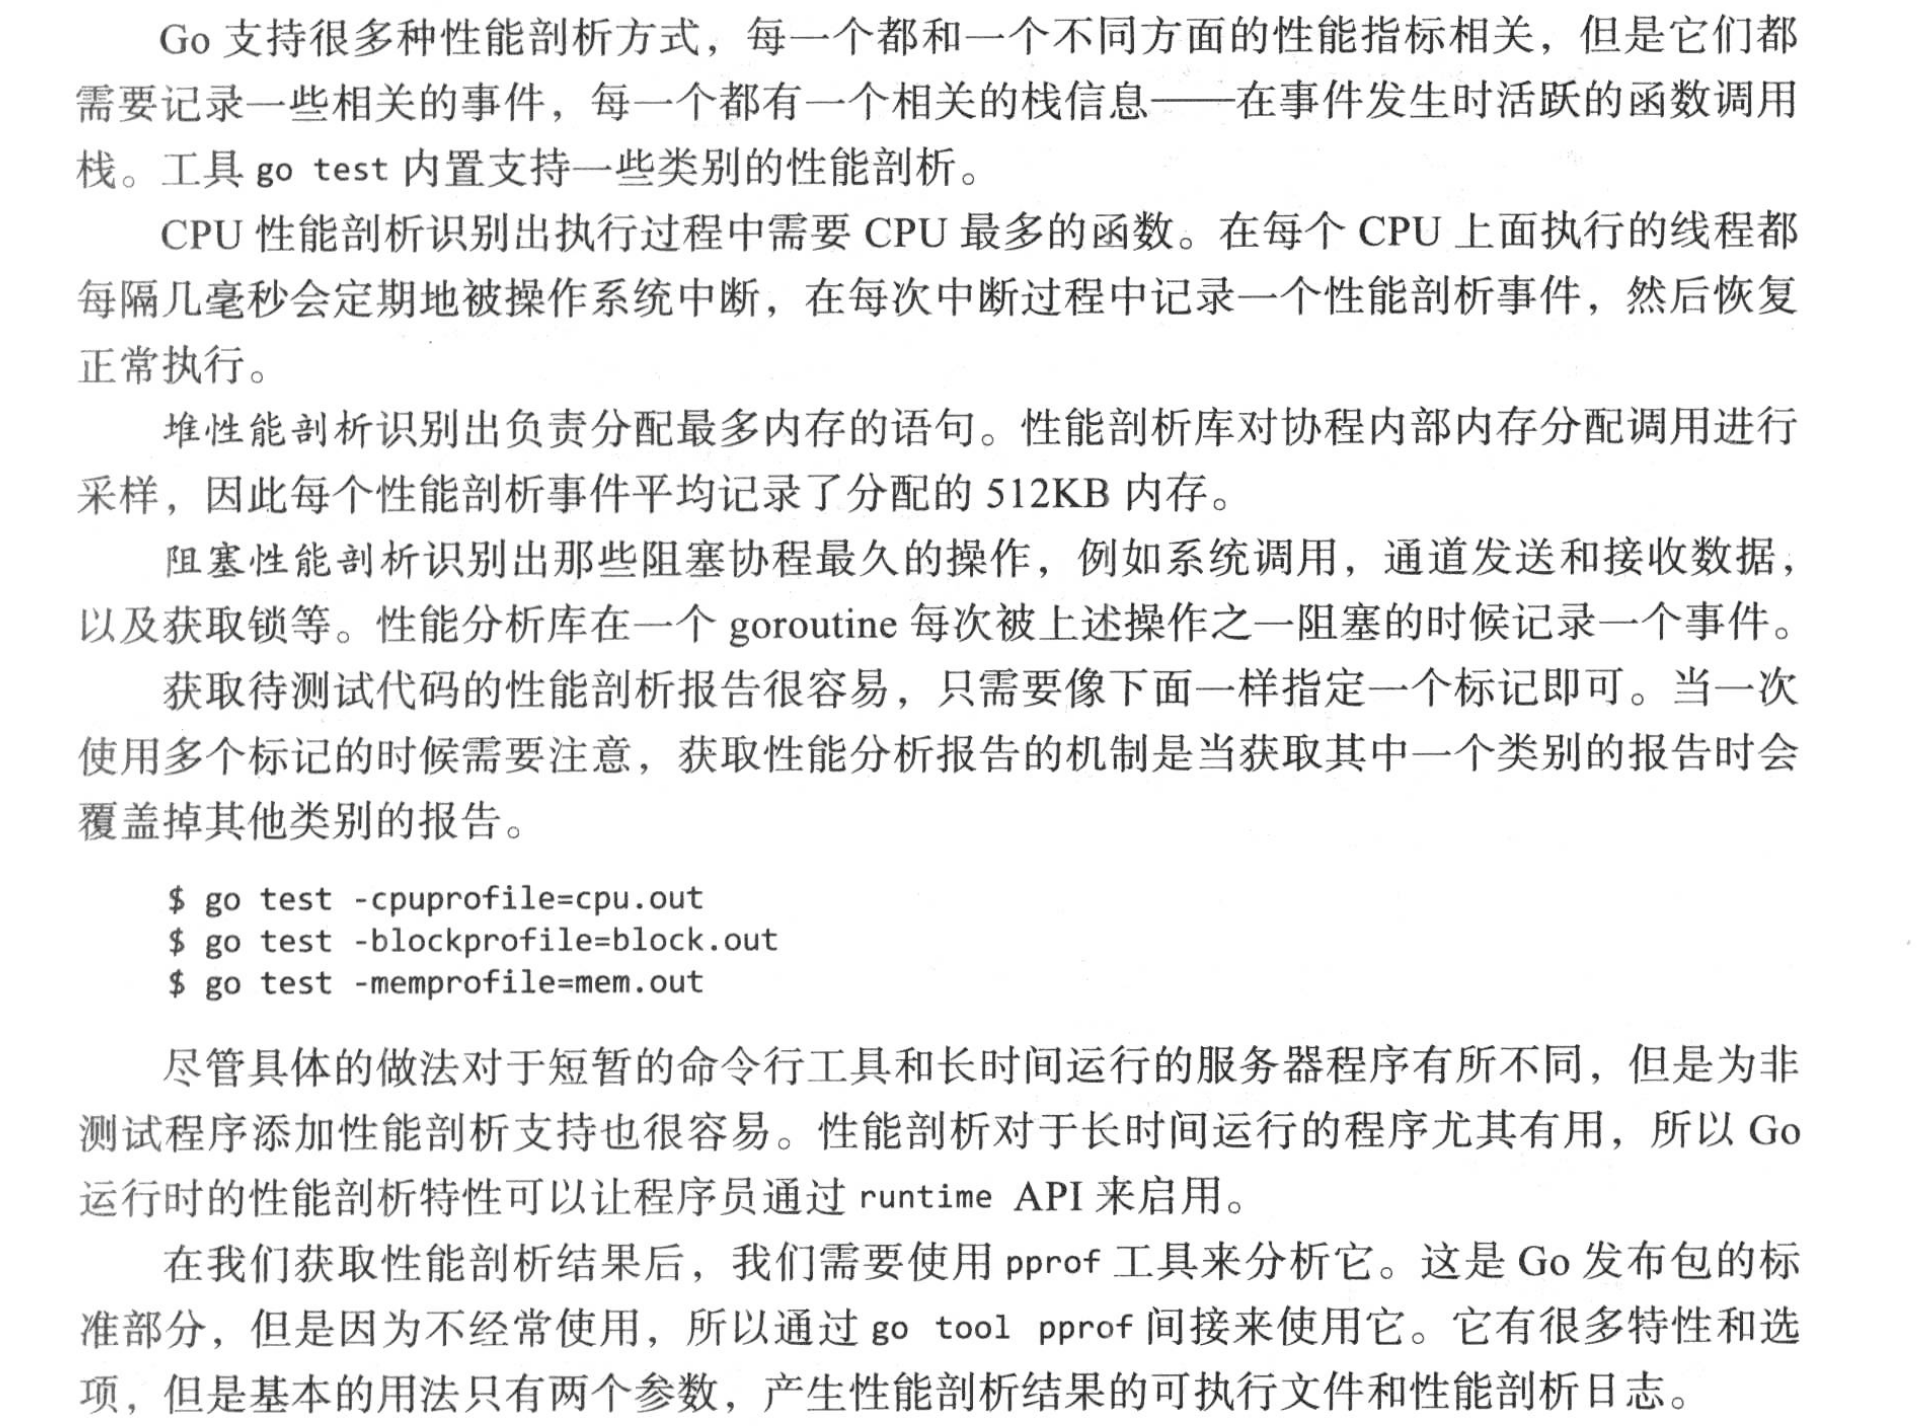 Go 支持很多种性能剖析方式，每一个都和一个不同方面的性能指标相关，但是它们都
需要记录一些相关的事件，每一个都有一个相关的栈信息——在事件发生时活跃的函数调用
栈。工具 go test 内置支持一些类别的性能剖析。
CPU 性能剖析识别出执行过程中需要 CPU 最多的函数。在每个 CPU 上面执行的线程都
每隔几毫秒会定期地被操作系统中断，在每次中断过程中记录一个性能剖析事件，然后恢复
正常执行。
堆性能剖析识别出负责分配最多内存的语句。性能剖析库对协程内部内存分配调用进行
采样，因此每个性能剖析事件平均记录了分配的 512KB 内存。
阻塞性能剖析识别出那些阻塞协程最久的操作，例如系统调用，通道发送和接收数据，
以及获取锁等。性能分析库在一个 goroutine 每次被上述操作之一阻塞的时候记录一个事件。
获取待测试代码的性能剖析报告很容易，只需要像下面一样指定一个标记即可。当一次
使用多个标记的时候需要注意，获取性能分析报告的机制是当获取其中一个类别的报告时会
覆盖掉其他类别的报告。
$ go test -cpuprofile=cpu.out
$ go test -blockprofile=block.out
$ go test -memprofile=mem.out
尽管具体的做法对于短暂的命令行工具和长时间运行的服务器程序有所不同，但是为非
测试程序添加性能剖析支持也很容易。性能剖析对于长时间运行的程序尤其有用，所以 Go
运行时的性能剖析特性可以让程序员通过 runtime API 来启用。
在我们获取性能剖析结果后，我们需要使用 pprof 工具来分析它。这是 Go 发布包的标
准部分，但是因为不经常使用，所以通过 go tool pprof 间接来使用它。它有很多特性和选
项，但是基本的用法只有两个参数，产生性能剖析结果的可执行文件和性能剖析日志。